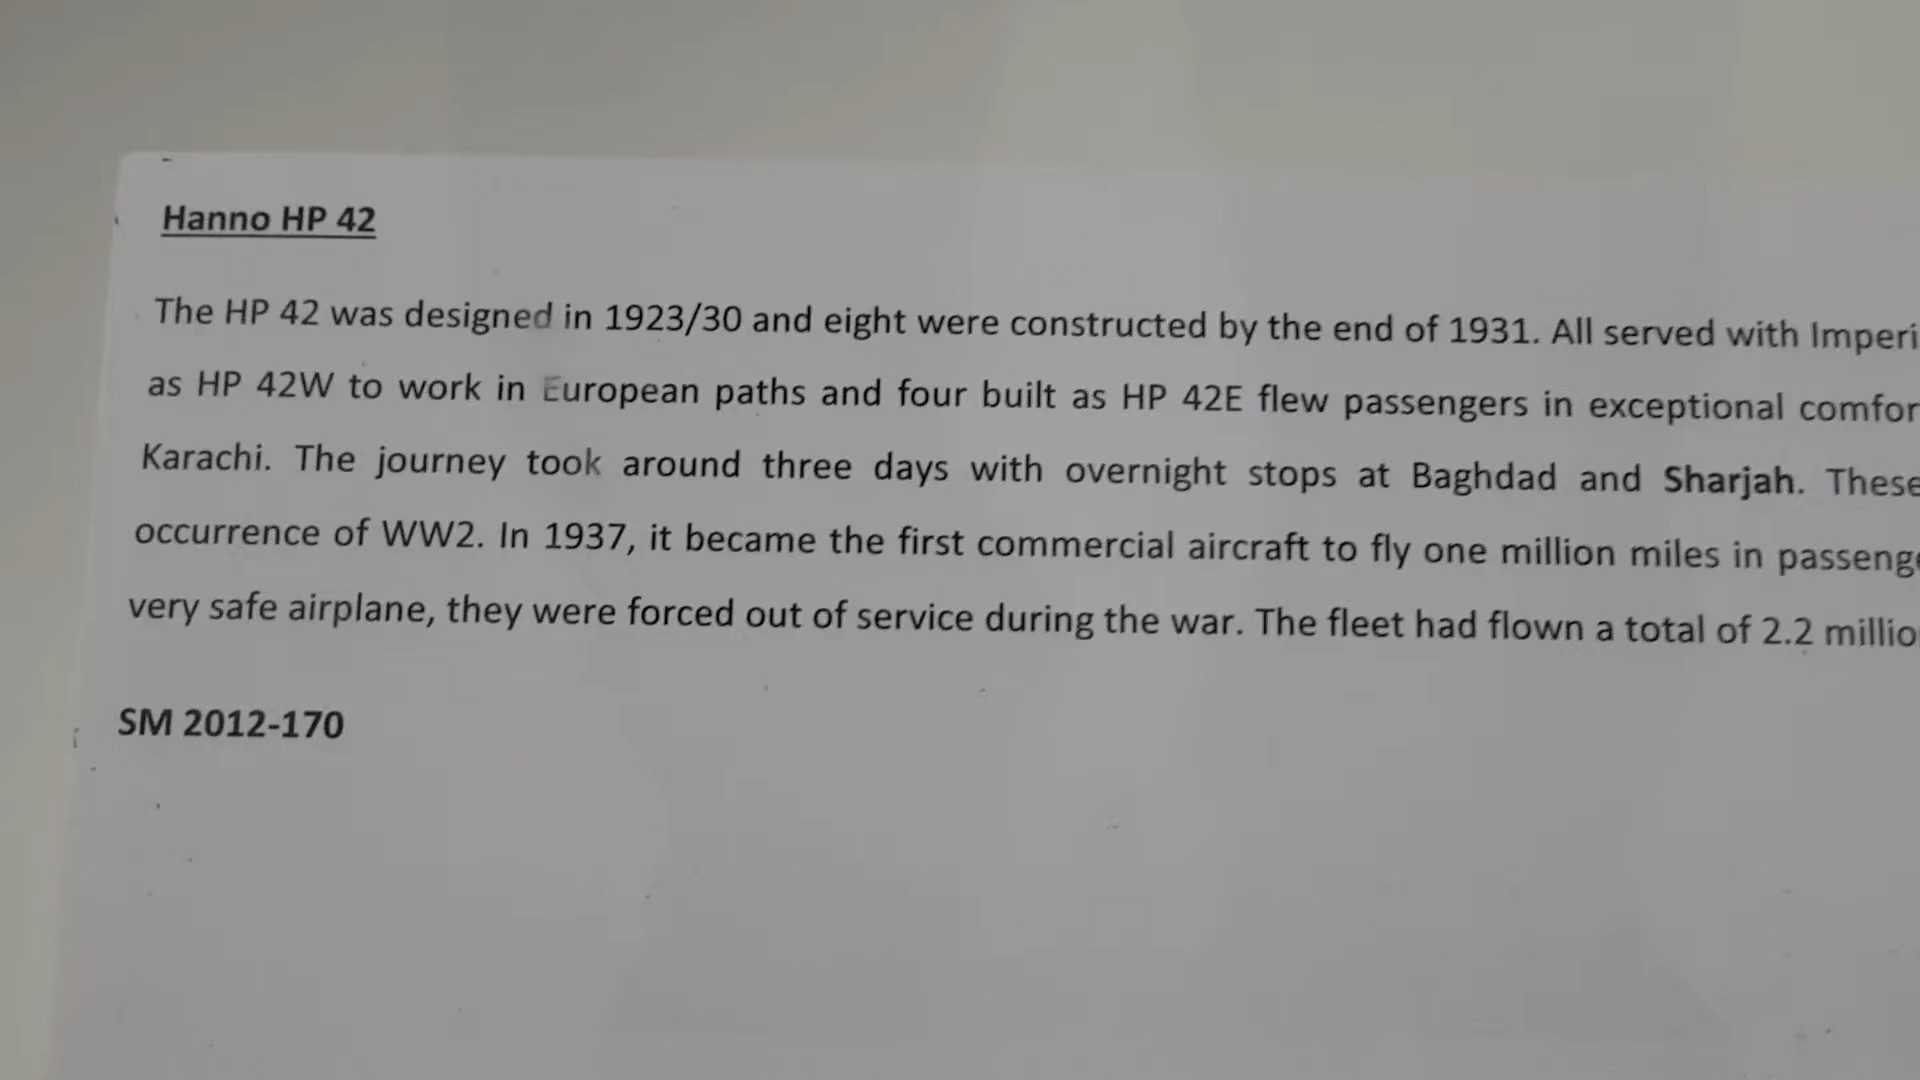 Hanno HP 42
The HP 42 was designed in 1923/30 and eight were constructed by the end of 1931. All served with Imperi
as HP 42W to work in European paths and four built as HP 42E flew passengers in exceptional comfor
Karachi. The journey took around three days with overnight stops at Baghdad and Sharjah. These
occurrence of WW2. In 1937, it became the first commercial aircraft to fly one million miles in passenge
very safe airplane, they were forced out of service during the war. The fleet had flown a total of 2.2 millio
SM 2012-170